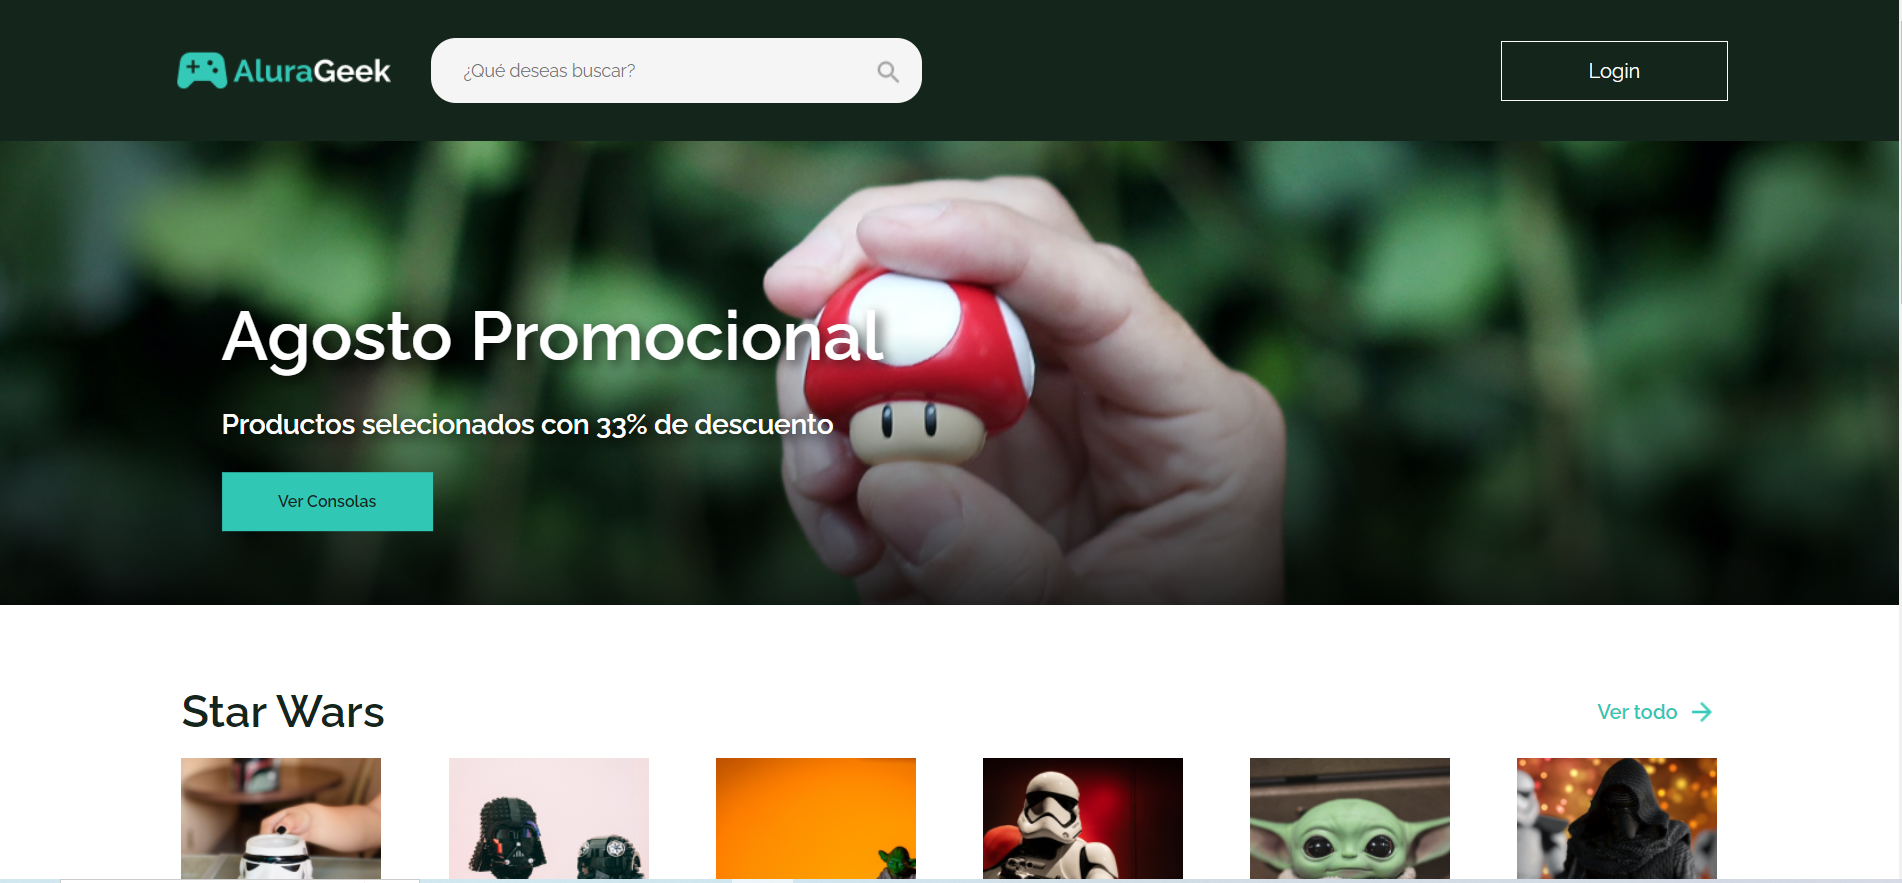 AluraGeek
¿Qué deseas buscar?
Login
Agosto Promocional
Productos selecionados con 33% de descuento
Ver Consolas
Star Wars
Ver todo